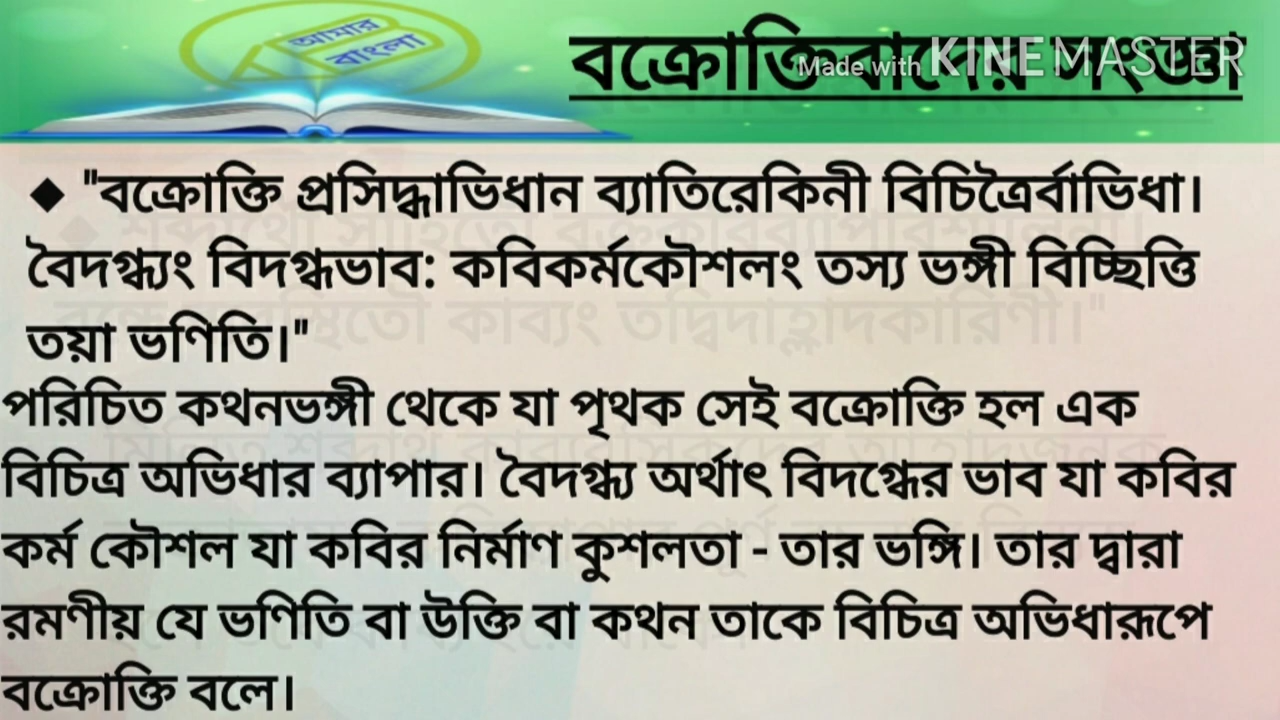 আমার
বাংলা
বক্রোক্তিবাদের সংজ্ঞা
Made with KINEMASTER
◆ "বক্রোক্তি প্রসিদ্ধাভিধান ব্যাতিরেকিনী বিচিত্রৈর্বাভিধা।
বৈদগ্ধ্যং বিদগ্ধভাব: কবিকর্মকৌশলং তস্য ভঙ্গী বিচ্ছিত্তি
তয়া ভণিতি।"
পরিচিত কথনভঙ্গী থেকে যা পৃথক সেই বক্রোক্তি হল এক
বিচিত্র অভিধার ব্যাপার। বৈদগ্ধ্য অর্থাৎ বিদগ্ধের ভাব যা কবির
কর্ম কৌশল যা কবির নির্মাণ কুশলতা - তার ভঙ্গি। তার দ্বারা
রমণীয় যে ভণিতি বা উক্তি বা কথন তাকে বিচিত্র অভিধারূপে
বক্রোক্তি বলে।